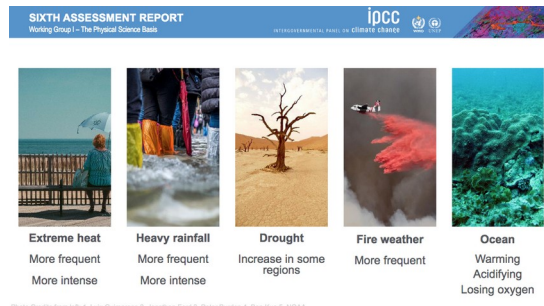 SIXTH ASSESSMENT REPORT
Working Group I – The Physical Science Basis
INTERGOVERNMENTAL PANEL ON climate change
ipcc
WMO UNEP
Extreme heat
More frequent
More intense
Heavy rainfall
More frequent
More intense
Drought
Increase in some
regions
Fire weather
More frequent
Ocean
Warming
Acidifying
Losing oxygen